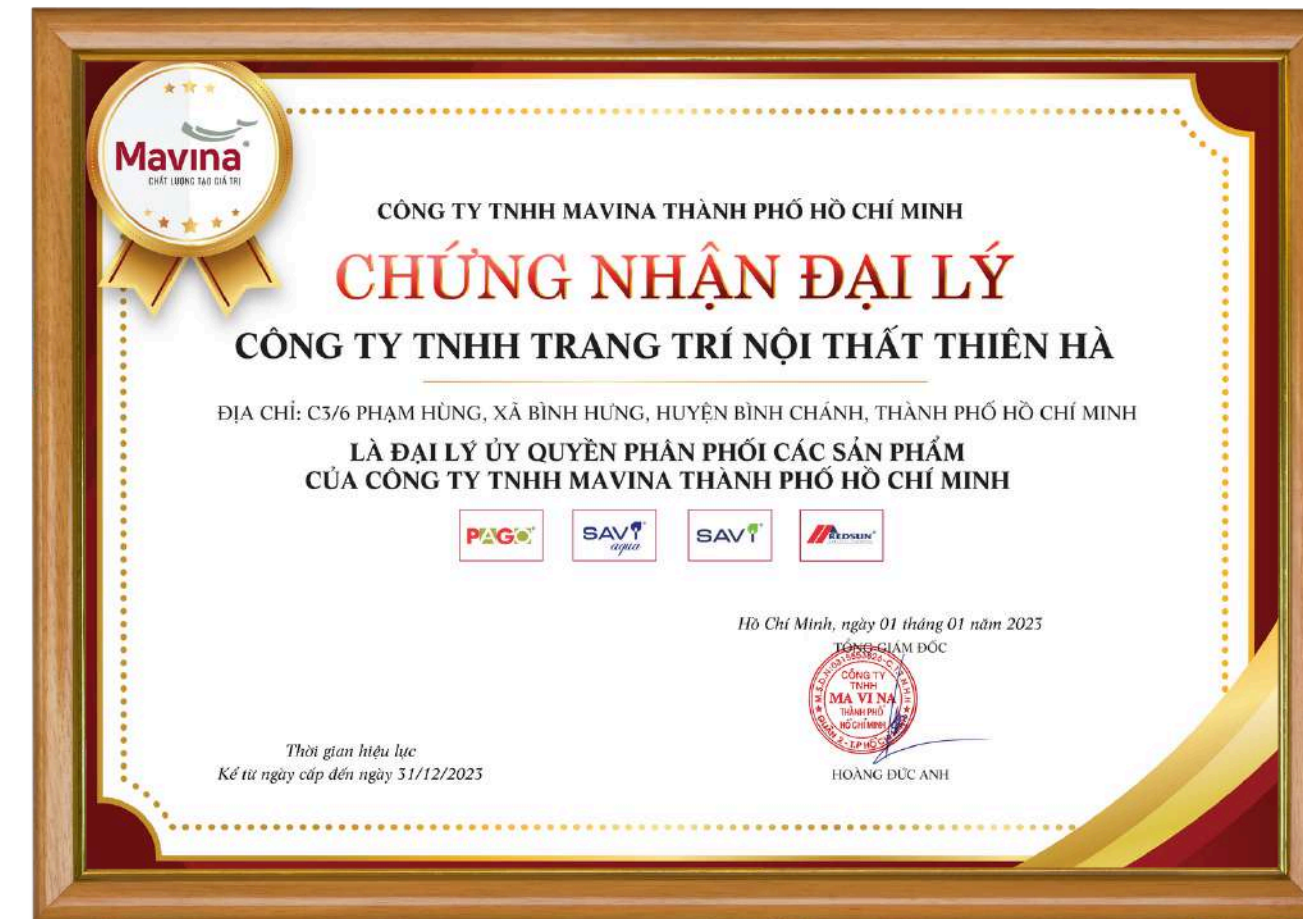 Mavina
CHẤT LƯỢNG TẠO GIÁ TRỊ
CÔNG TY TNHH MAVINA THÀNH PHỐ HỒ CHÍ MINH
CHỨNG NHẬN ĐẠI LÝ
CÔNG TY TNHH TRANG TRÍ NỘI THẤT THIÊN HÀ
ĐỊA CHỈ: C3/6 PHẠM HÙNG, XÃ BÌNH HƯNG, HUYỆN BÌNH CHÁNH, THÀNH PHỐ HỒ CHÍ MINH
LÀ ĐẠI LÝ ỦY QUYỀN PHÂN PHỐI CÁC SẢN PHẨM
CỦA CÔNG TY TNHH MAVINA THÀNH PHỐ HỒ CHÍ MINH
PAGO
SAVI aqua
SAVI
REDSUN
Hồ Chí Minh, ngày 01 tháng 01 năm 2023
TỔNG GIÁM ĐỐC
CÔNG TY
TNHH
MA VI NA
THÀNH PHỐ
HỒ CHÍ MINH
QUẬN 2 - T.P HỒ CHÍ MINH
HOÀNG ĐỨC ANH
Thời gian hiệu lực
Kể từ ngày cấp đến ngày 31/12/2023